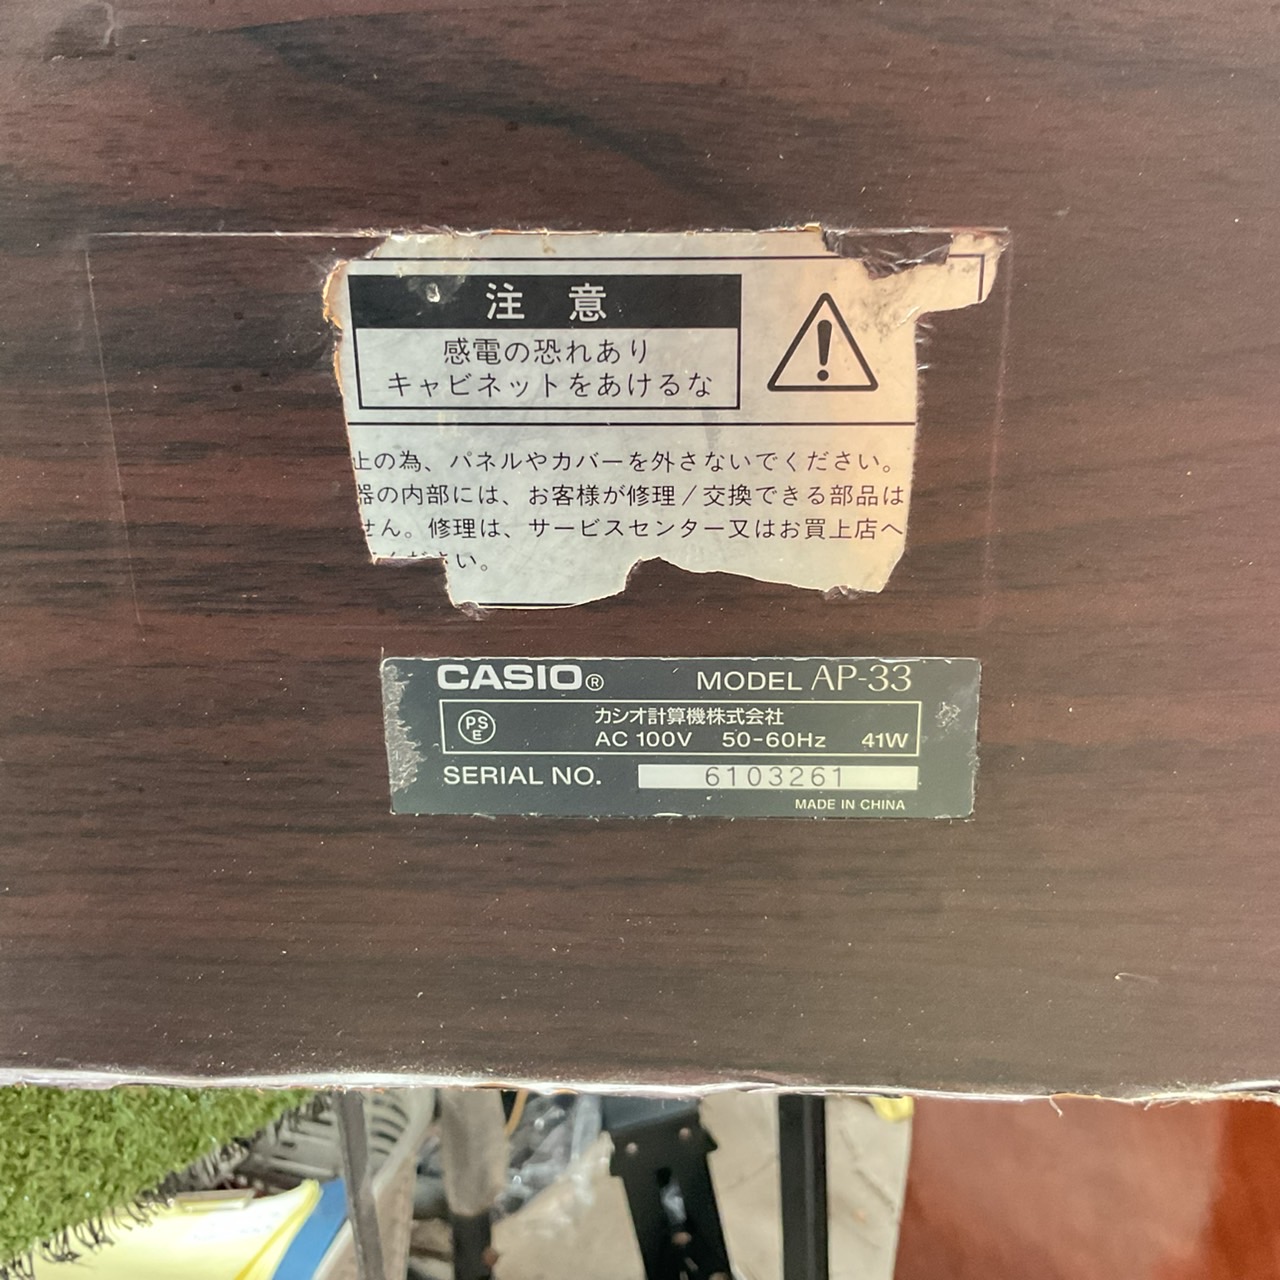 注 意
感電の恐れあり
キャビネットをあけるな
止の為、パネルやカバーを外さないでください。
器の内部には、お客様が修理/交換できる部品は
せん。修理は、サービスセンター又はお買上店へ
ください。
CASIO® MODEL AP-33
PS E
カシオ計算機株式会社
AC 100V 50-60Hz 41W
SERIAL NO. 6103261
MADE IN CHINA